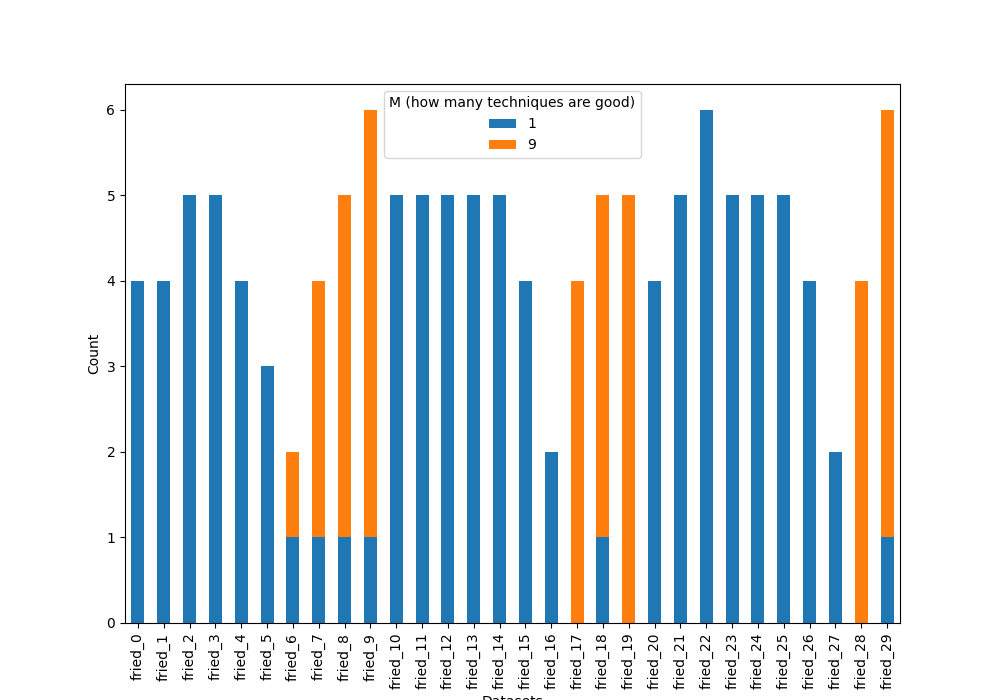 M (how many techniques are good)
1
9
6
5
4
3
2
1
0
Count
fried_0
fried_1
fried_2
fried_3
fried_4
fried_5
fried_6
fried_7
fried_8
fried_9
fried_10
fried_11
fried_12
fried_13
fried_14
fried_15
fried_16
fried_17
fried_18
fried_19
fried_20
fried_21
fried_22
fried_23
fried_24
fried_25
fried_26
fried_27
fried_28
fried_29
Datasets